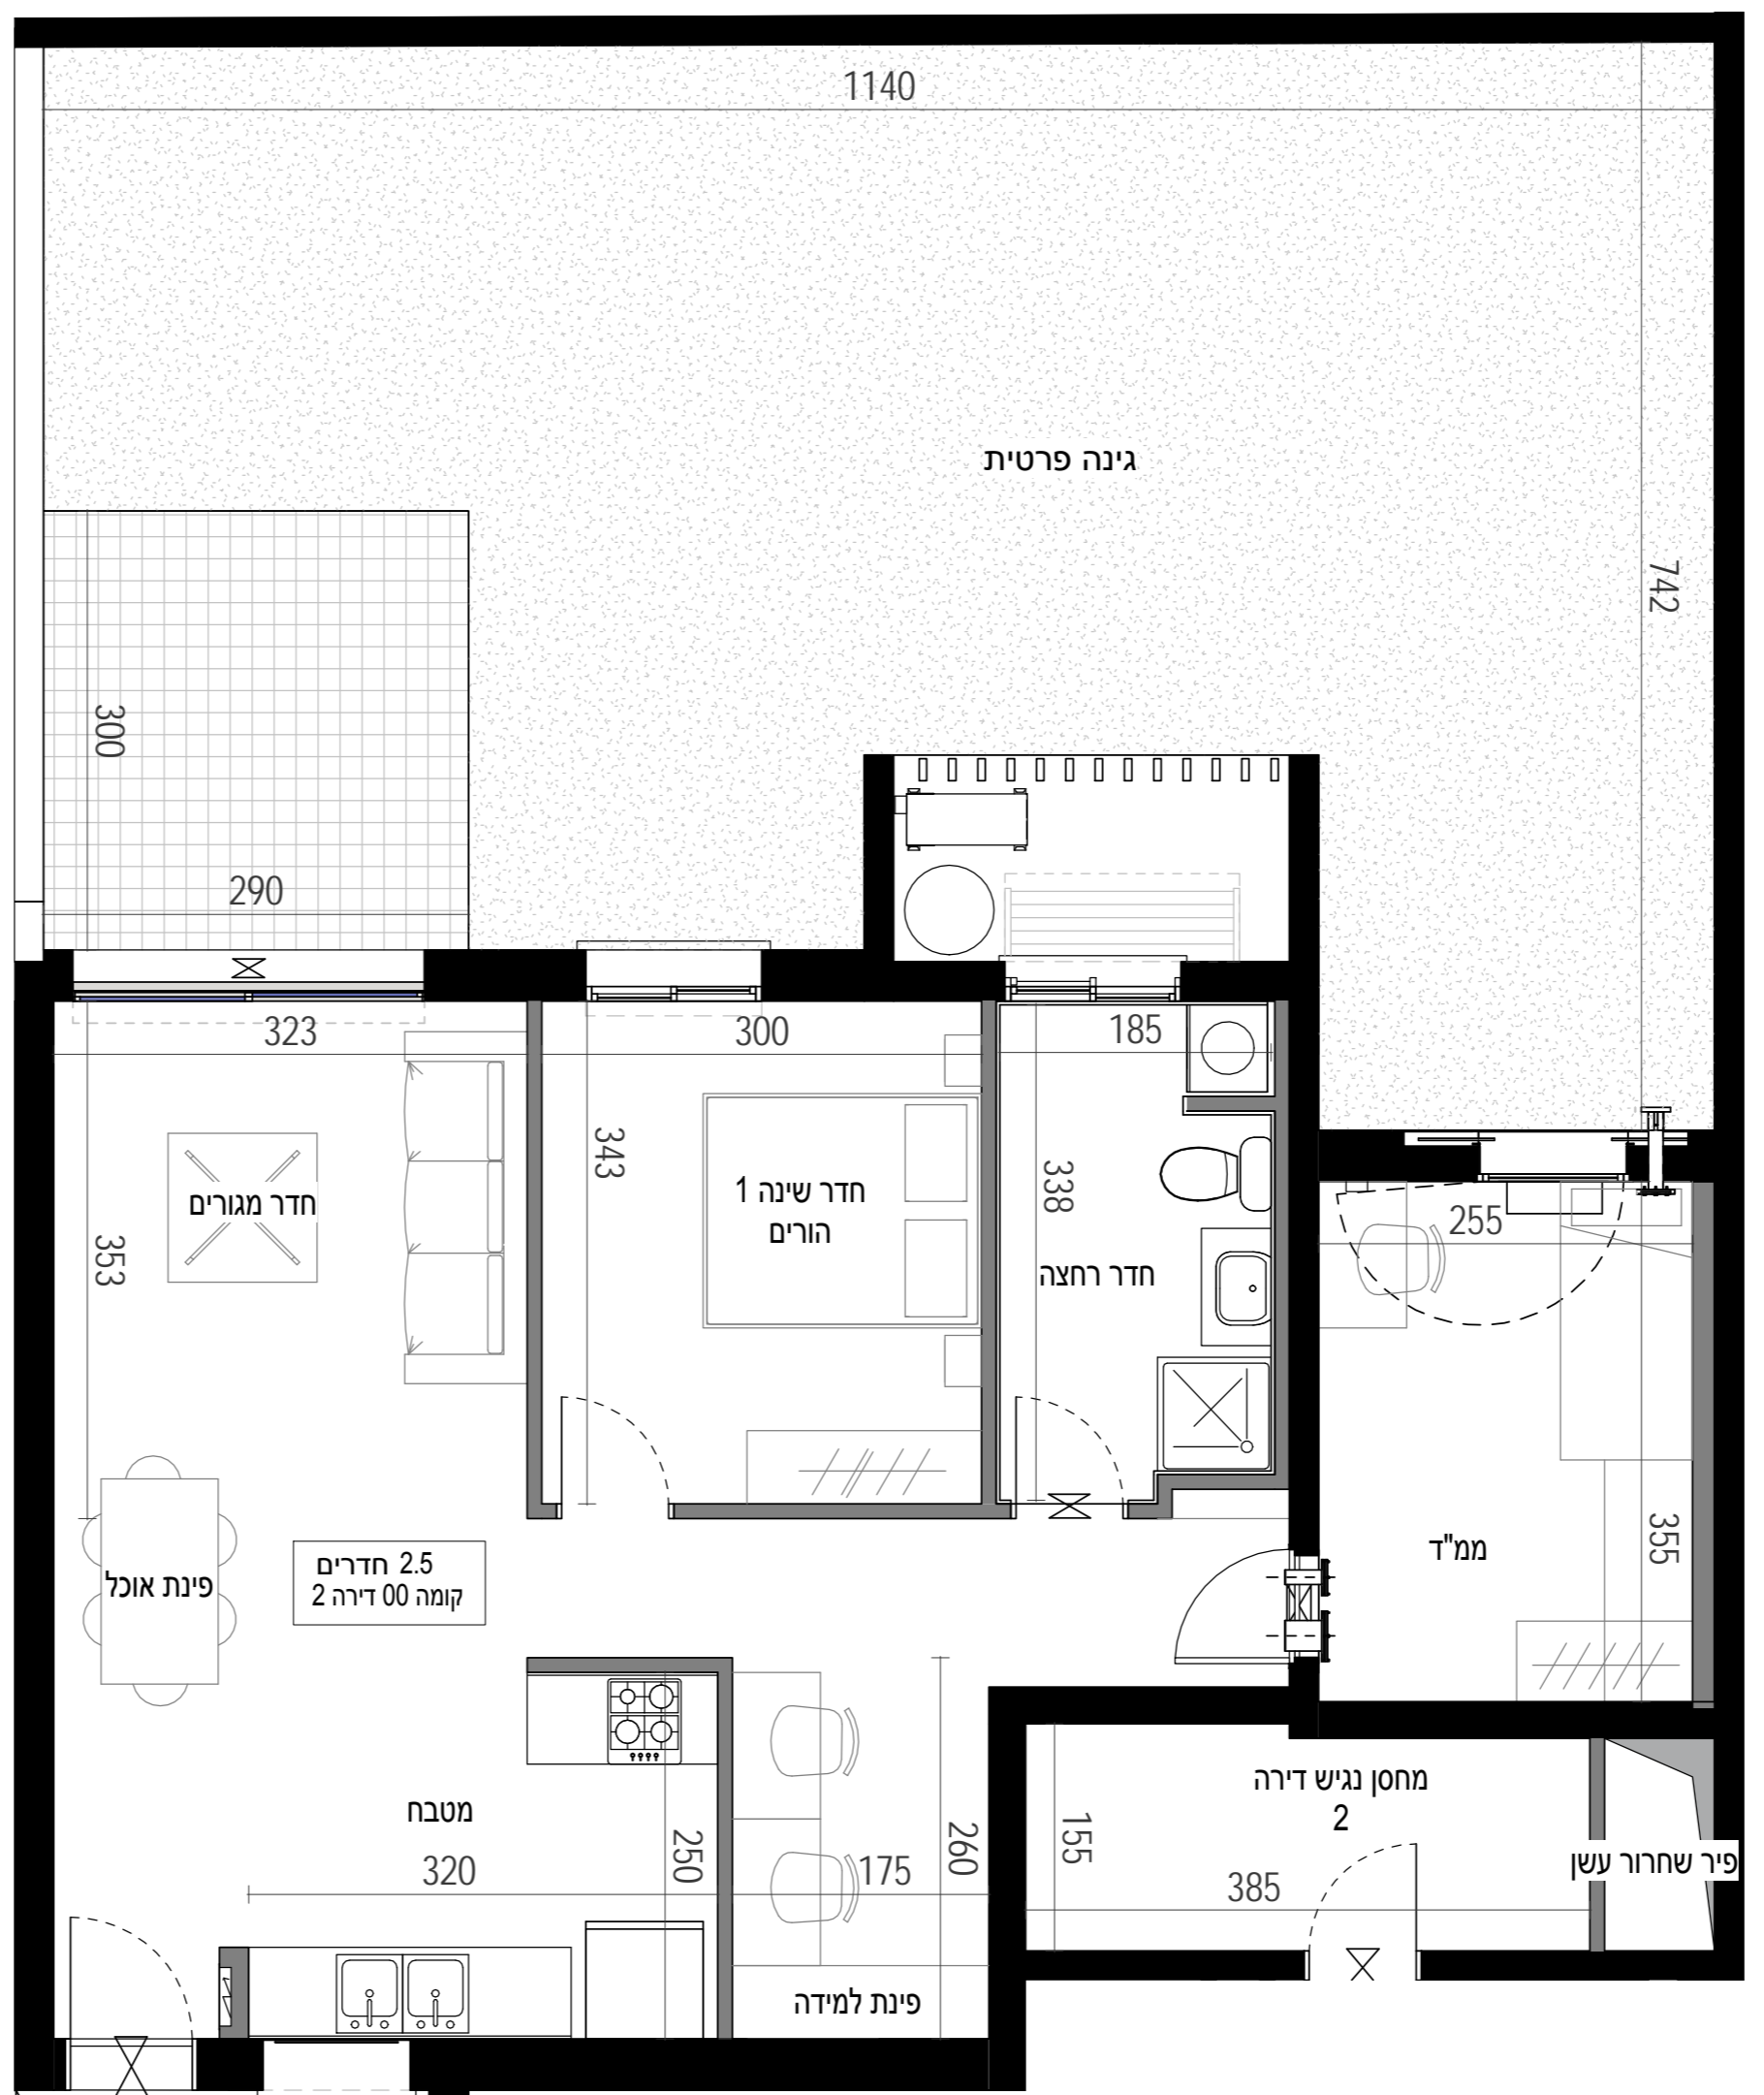 1140
גינה פרטית
742
300
290
323
300
185
343
338
חדר שינה 1
הורים
חדר מגורים
255
חדר רחצה
353
355
ממ"ד
2.5 חדרים
קומה 00 דירה 2
פינת אוכל
מחסן נגיש דירה
2
מטבח
155
250
260
פיר שחרור עשן
320
175
385
פינת למידה